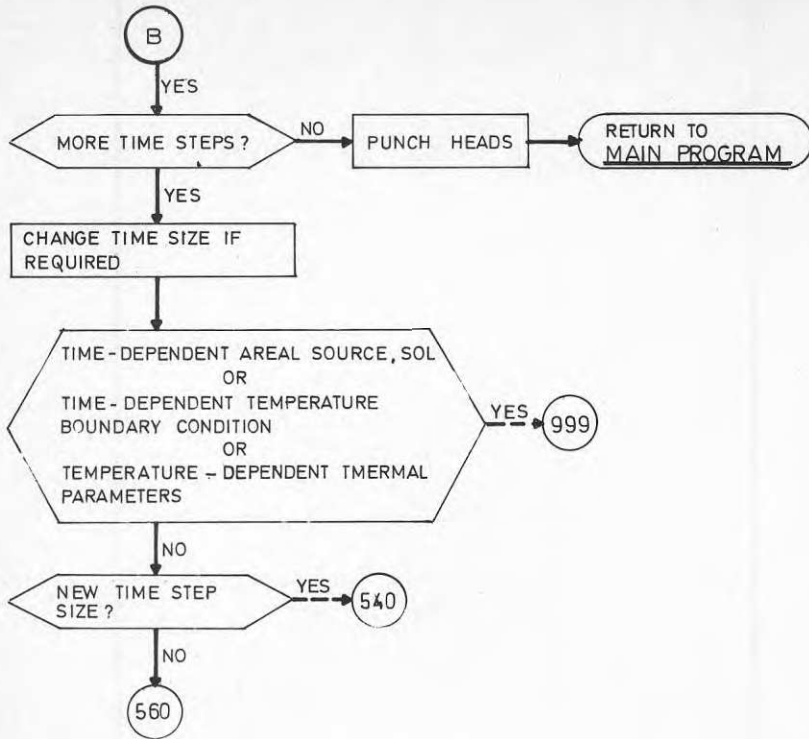 B
YES
MORE TIME STEPS?
NO
PUNCH HEADS
RETURN TO
MAIN PROGRAM
YES
CHANGE TIME SIZE IF
REQUIRED
TIME-DEPENDENT AREAL SOURCE, SOL
OR
TIME-DEPENDENT TEMPERATURE
BOUNDARY CONDITION
OR
TEMPERATURE - DEPENDENT TMERMAL
PARAMETERS
YES
999
NO
NEW TIME STEP
SIZE?
YES
540
NO
560